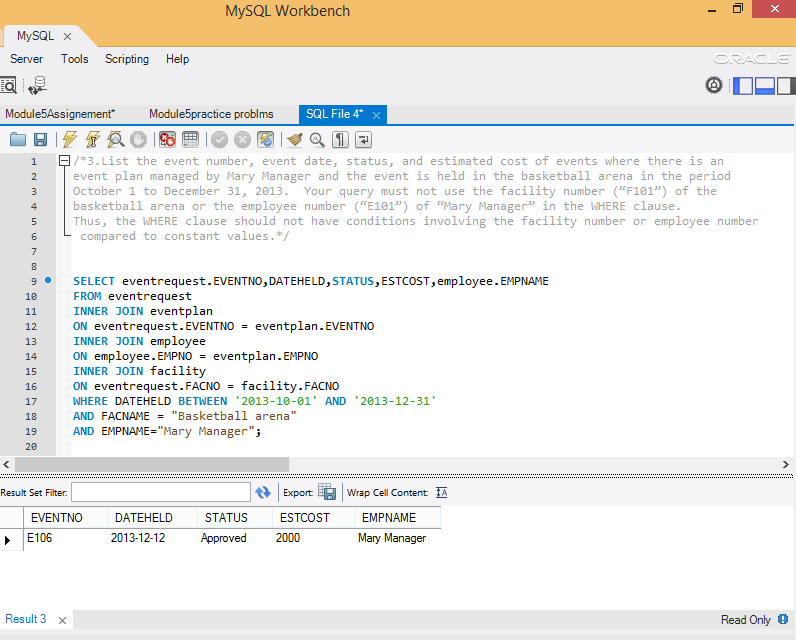 MySQL Workbench
MySQL
Server Tools Scripting Help
ORACLE
Module5Assignement* Module5practice problms SQL File 4*
1 /*3.List the event number, event date, status, and estimated cost of events where there is an
2 event plan managed by Mary Manager and the event is held in the basketball arena in the period
3 October 1 to December 31, 2013.  Your query must not use the facility number (“F101”) of the
4 basketball arena or the employee number (“E101”) of “Mary Manager” in the WHERE clause.
5 Thus, the WHERE clause should not have conditions involving the facility number or employee number
6 compared to constant values.*/
7
8
9 SELECT eventrequest.EVENTNO,DATEHELD,STATUS,ESTCOST,employee.EMPNAME
10 FROM eventrequest
11 INNER JOIN eventplan
12 ON eventrequest.EVENTNO = eventplan.EVENTNO
13 INNER JOIN employee
14 ON employee.EMPNO = eventplan.EMPNO
15 INNER JOIN facility
16 ON eventrequest.FACNO = facility.FACNO
17 WHERE DATEHELD BETWEEN '2013-10-01' AND '2013-12-31'
18 AND FACNAME = "Basketball arena"
19 AND EMPNAME="Mary Manager";
20
Result Set Filter: Export: Wrap Cell Content:
EVENTNO DATEHELD STATUS ESTCOST EMPNAME
E106 2013-12-12 Approved 2000 Mary Manager
Result 3 Read Only